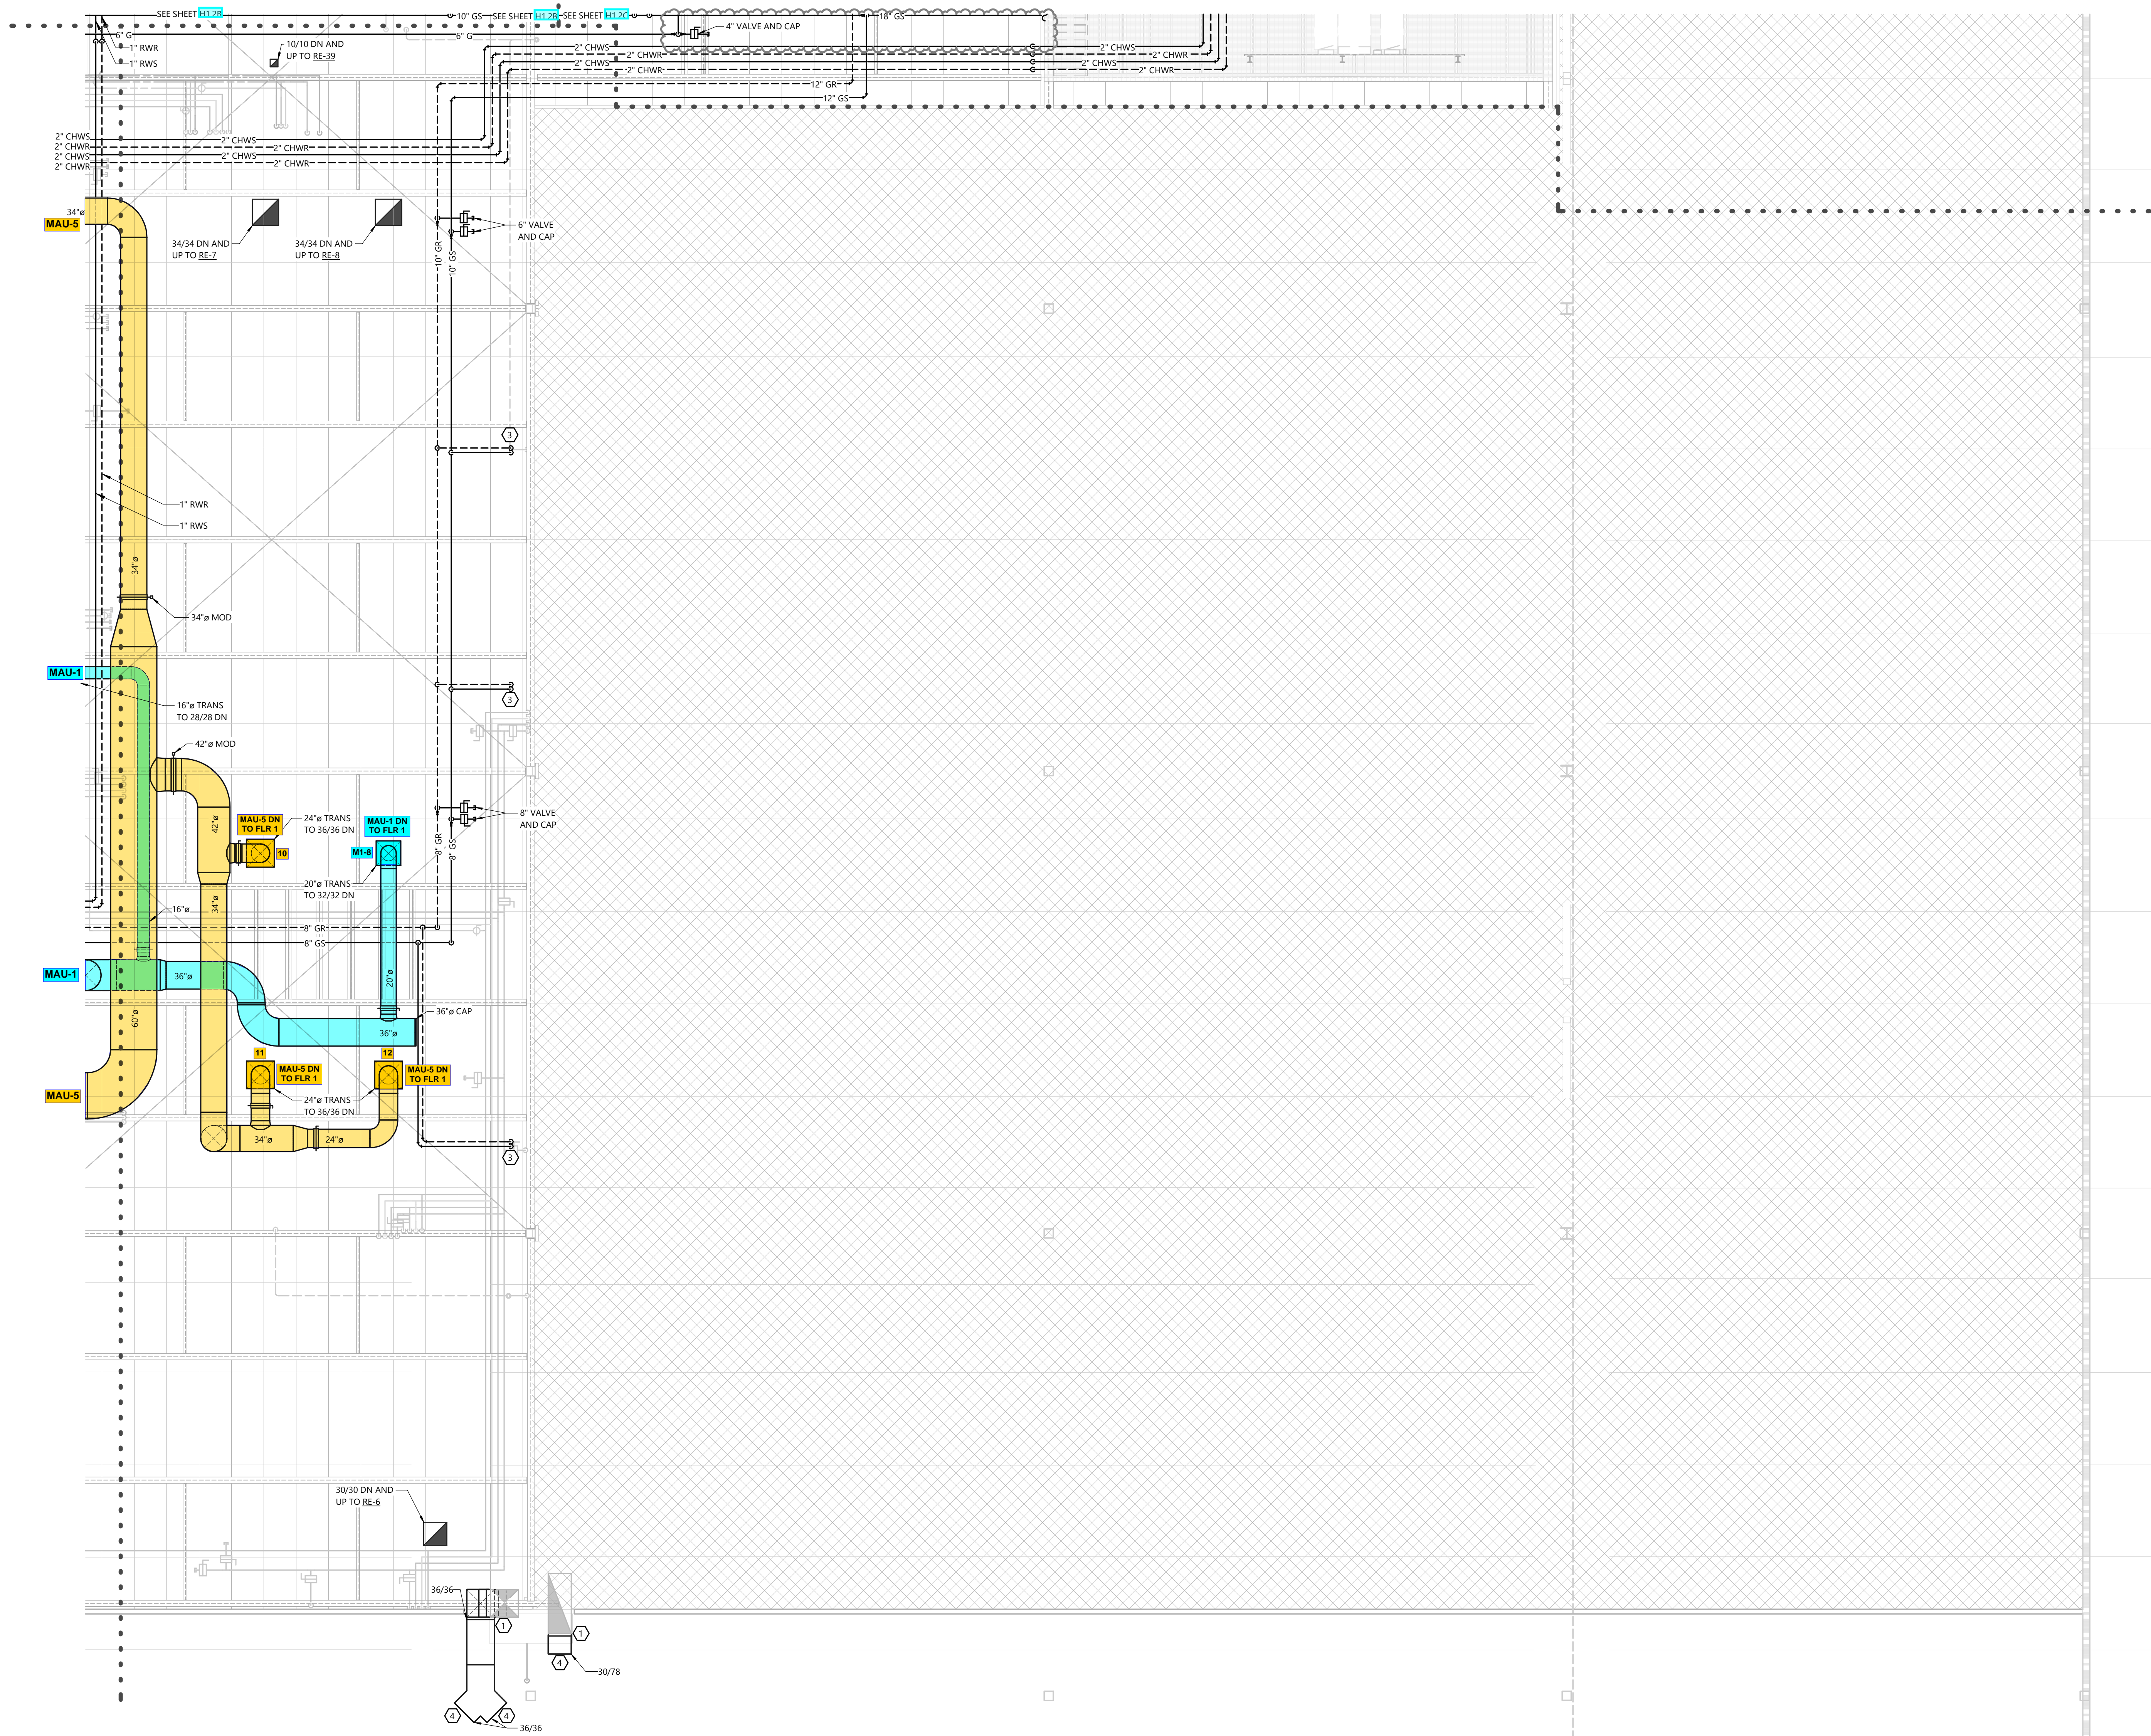 SEE SHEET H1.2B
10" GS
SEE SHEET H1.2B
SEE SHEET H1.2C
18" GS
6" G
6" G
4" VALVE AND CAP
1" RWR
1" RWS
10/10 DN AND
UP TO RE-39
2" CHWS
2" CHWR
2" CHWS
2" CHWR
2" CHWS
2" CHWR
2" CHWS
2" CHWR
12" GR
12" GS
2" CHWS
2" CHWR
2" CHWS
2" CHWR
2" CHWS
2" CHWR
2" CHWS
2" CHWR
34"ø
MAU-5
34/34 DN AND
UP TO RE-7
34/34 DN AND
UP TO RE-8
6" VALVE
AND CAP
10" GR
10" GS
3
1" RWR
1" RWS
34"ø
34"ø MOD
MAU-1
16"ø TRANS
TO 28/28 DN
3
42"ø MOD
42"ø
MAU-5 DN
TO FLR 1
24"ø TRANS
TO 36/36 DN
10
MAU-1 DN
TO FLR 1
M1-8
8" VALVE
AND CAP
8" GR
8" GS
20"ø TRANS
TO 32/32 DN
34"ø
16"ø
8" GR
8" GS
MAU-1
36"ø
20"ø
60"ø
36"ø CAP
36"ø
11
12
MAU-5 DN
TO FLR 1
MAU-5 DN
TO FLR 1
MAU-5
24"ø TRANS
TO 36/36 DN
34"ø
24"ø
3
30/30 DN AND
UP TO RE-6
36/36
1
1
4
30/78
4
4
36/36